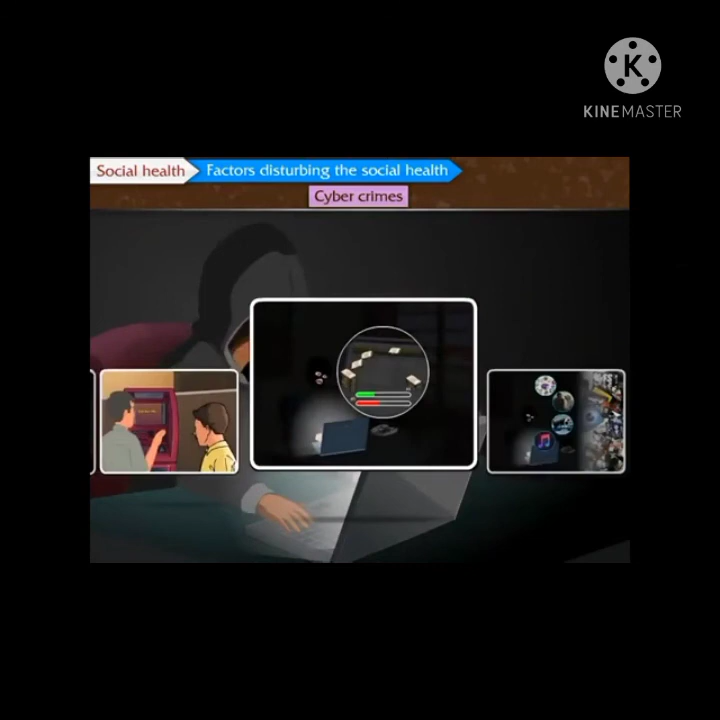 K
KINEMASTER
Social health
Factors disturbing the social health
Cyber crimes